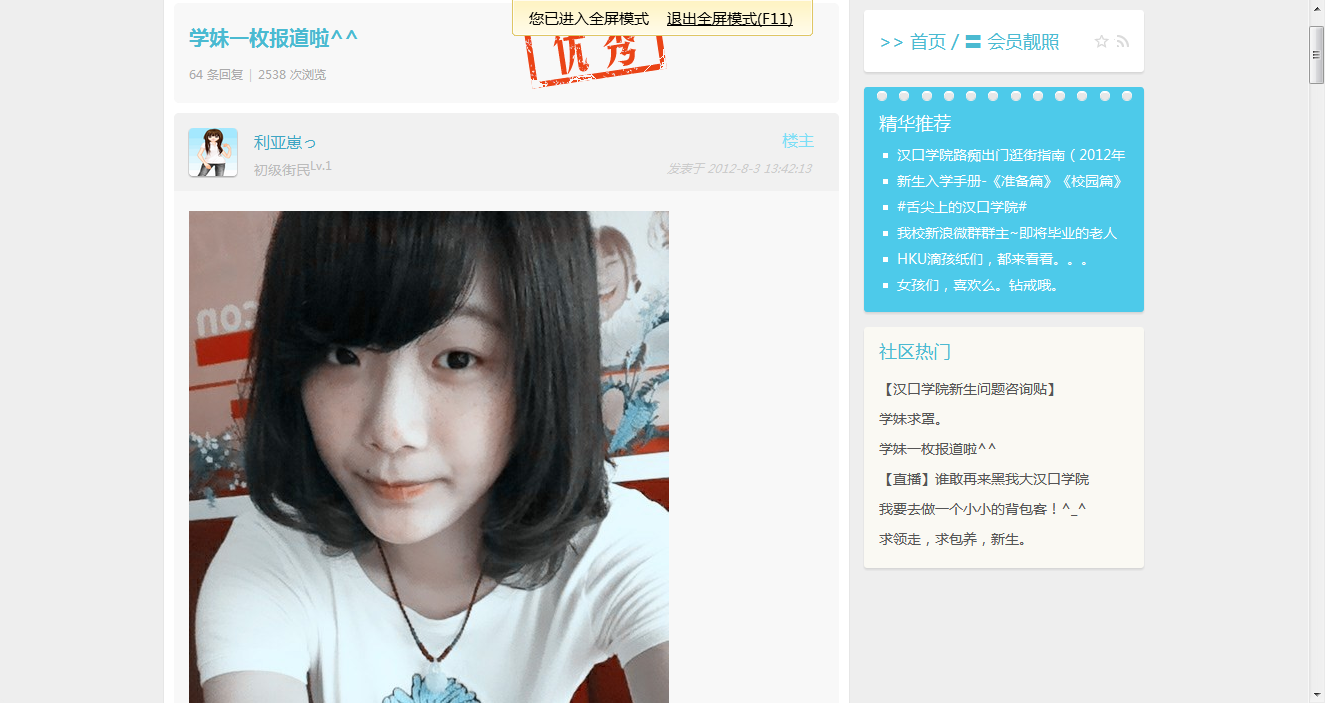 您已进入全屏模式 退出全屏模式(F11)
学妹一枚报道啦^^
优秀
64 条回复 | 2538 次浏览
利亚崽っ
楼主
初级街民Lv.1
发表于 2012-8-3 13:42:13
con
>> 首页 / 〓 会员靓照
精华推荐
汉口学院路痴出门逛街指南（2012年
新生入学手册-《准备篇》《校园篇》
#舌尖上的汉口学院#
我校新浪微群群主~即将毕业的老人
HKU滴孩纸们，都来看看。。。
女孩们，喜欢么。钻戒哦。
社区热门
【汉口学院新生问题咨询贴】
学妹求罩。
学妹一枚报道啦^^
【直播】谁敢再来黑我大汉口学院
我要去做一个小小的背包客！^_^
求领走，求包养，新生。